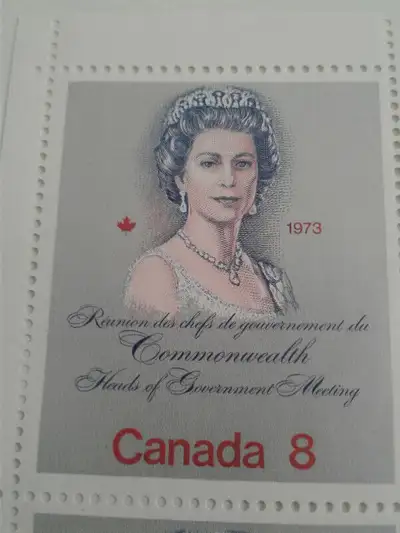 1973
Réunion des chefs de gouvernement du
Commonwealth
Heads of Government Meeting
Canada 8